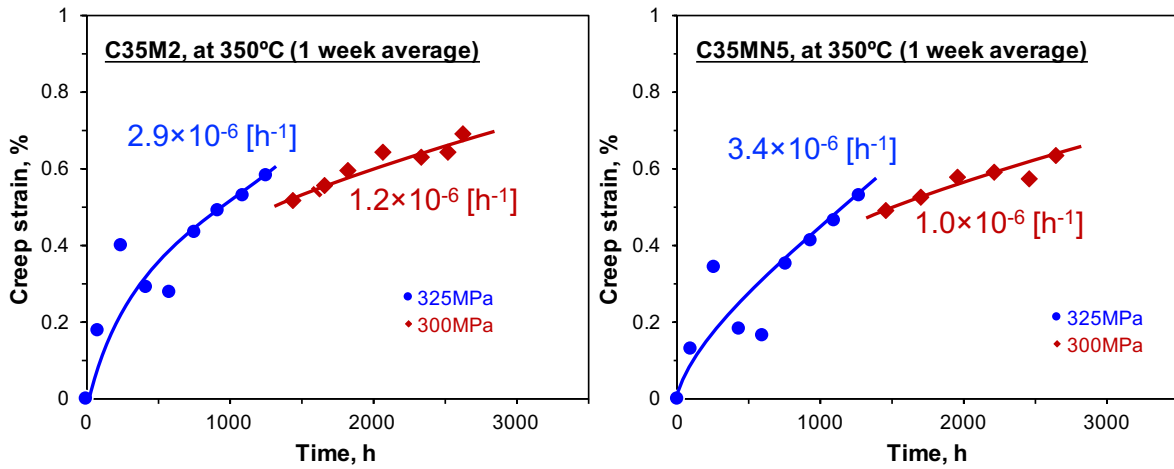 C35M2, at 350ºC (1 week average)
2.9×10⁻⁶ [h⁻¹]
1.2×10⁻⁶ [h⁻¹]
325MPa
300MPa
Creep strain, %
1
0.8
0.6
0.4
0.2
0
0
1000
2000
3000
Time, h
C35MN5, at 350ºC (1 week average)
3.4×10⁻⁶ [h⁻¹]
1.0×10⁻⁶ [h⁻¹]
325MPa
300MPa
Creep strain, %
1
0.8
0.6
0.4
0.2
0
0
1000
2000
3000
Time, h